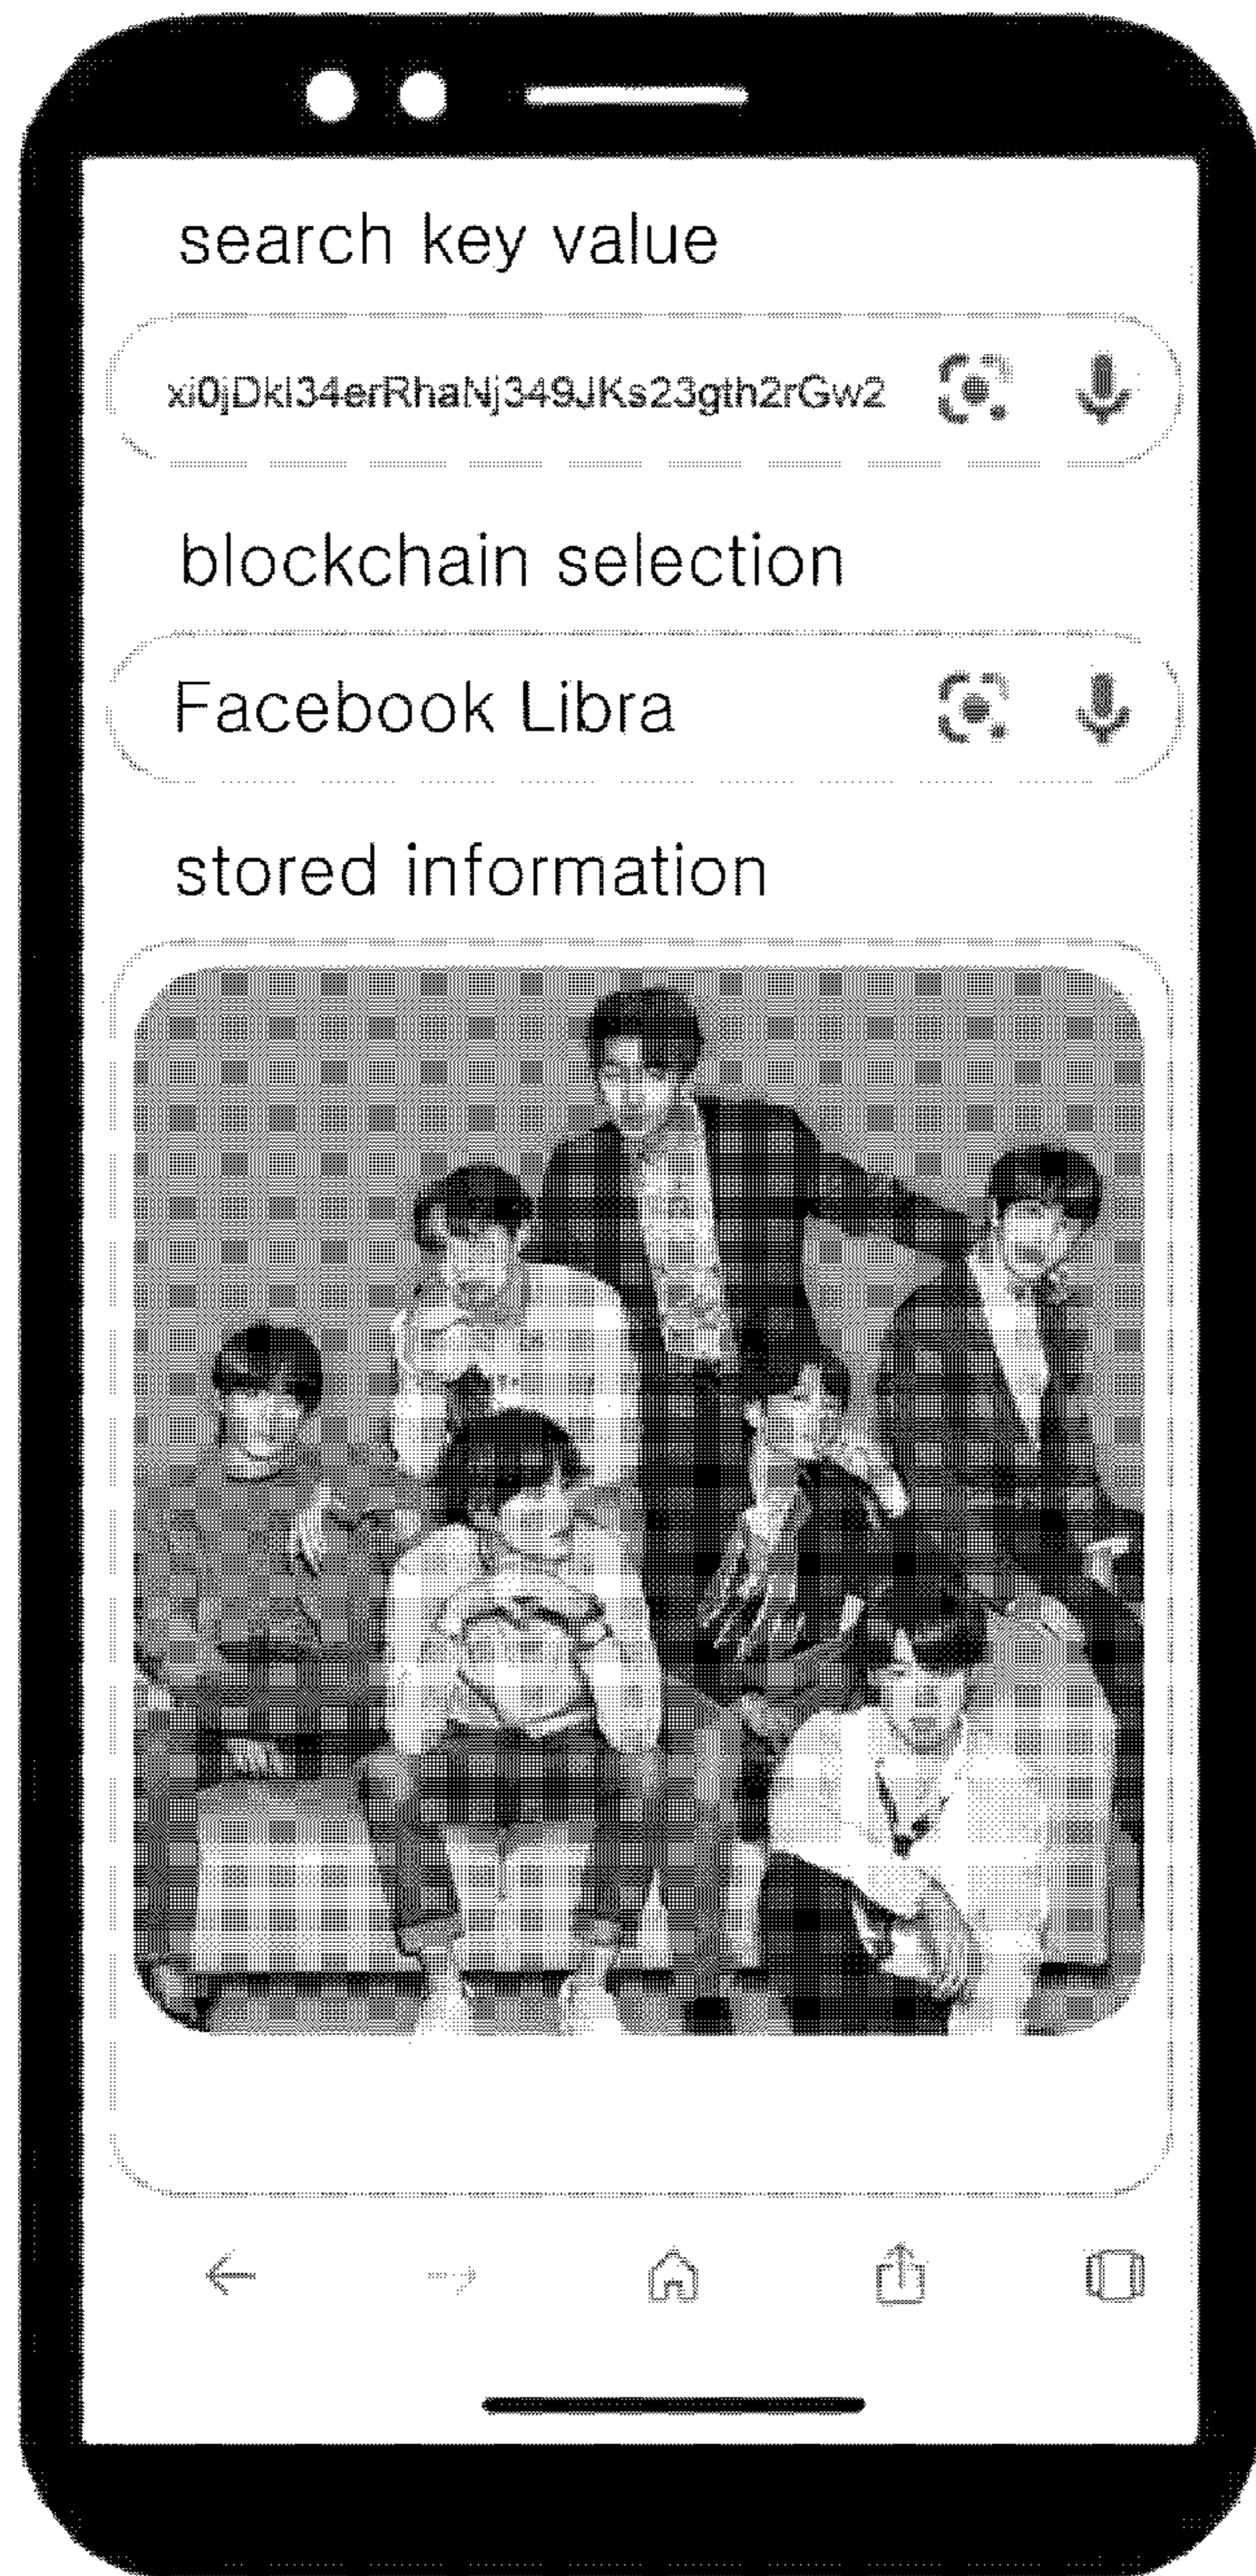 search key value
xi0jDkl34erRhaNj349JKs23gth2rGw2
blockchain selection
Facebook Libra
stored information